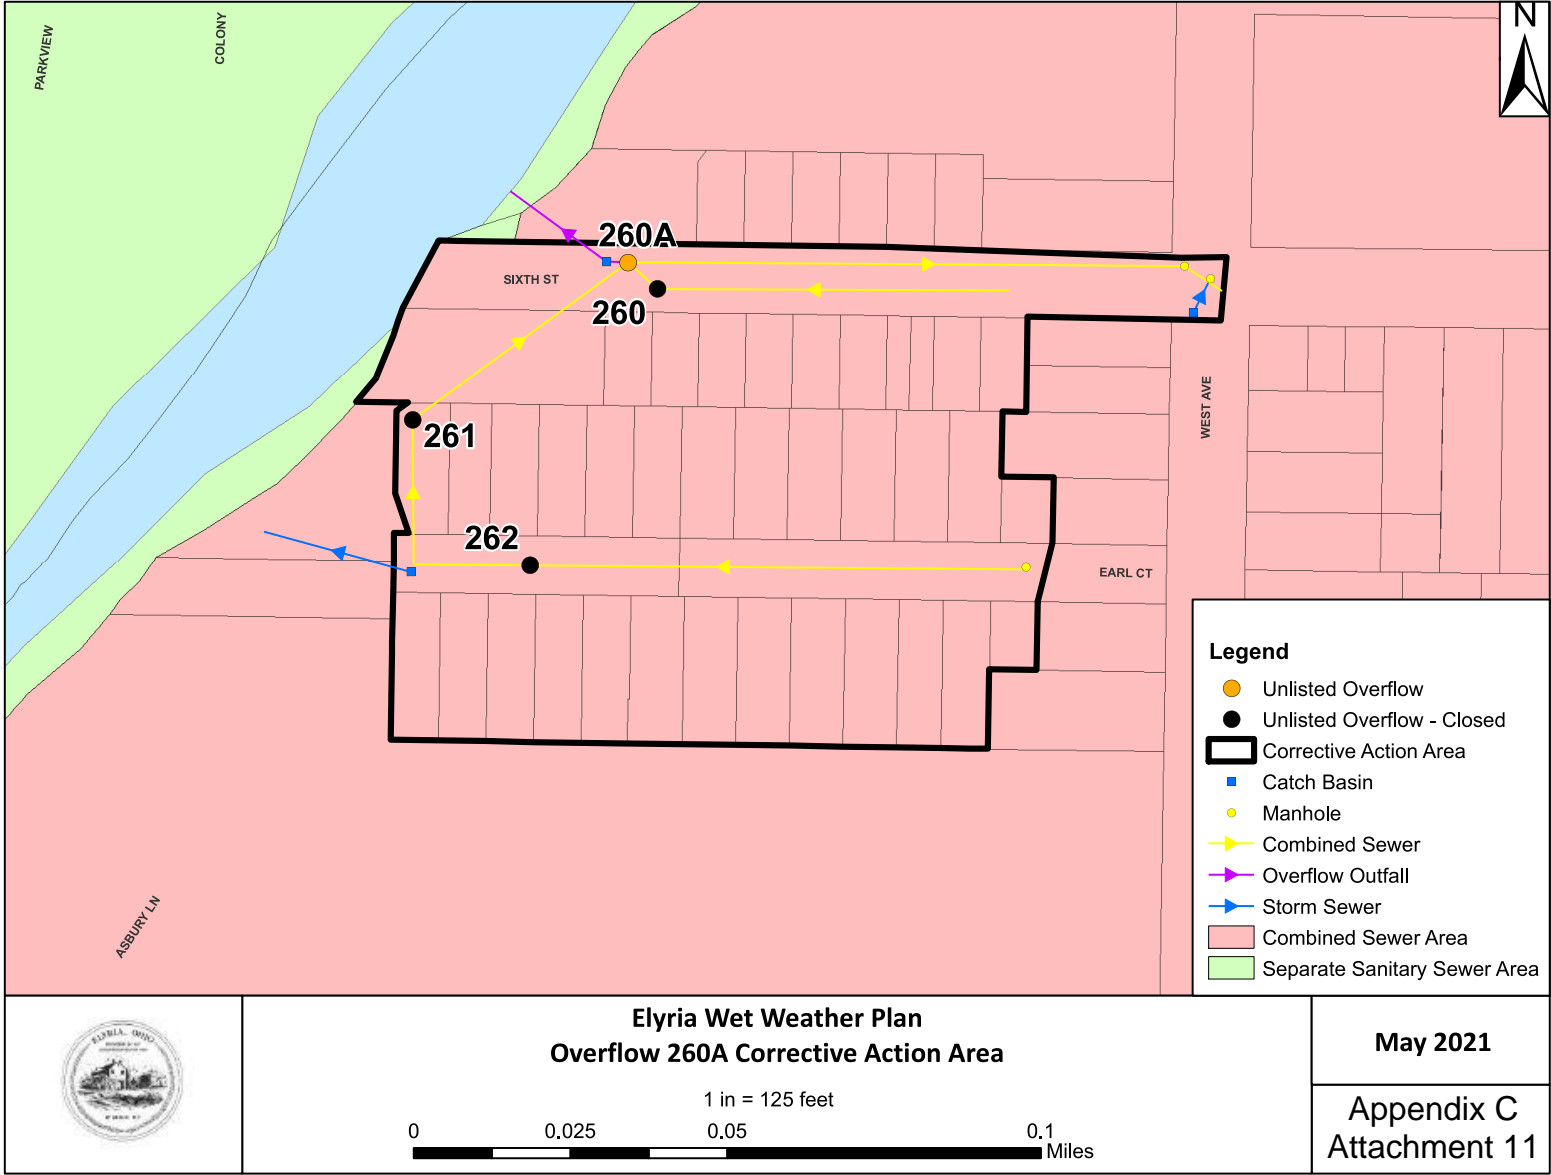 PARKVIEW
COLONY
N
260A
SIXTH ST
260
261
WEST AVE
262
EARL CT
ASBURY LN
Legend
Unlisted Overflow
Unlisted Overflow - Closed
Corrective Action Area
Catch Basin
Manhole
Combined Sewer
Overflow Outfall
Storm Sewer
Combined Sewer Area
Separate Sanitary Sewer Area
ELYRIA, OHIO
Elyria Wet Weather Plan
Overflow 260A Corrective Action Area
1 in = 125 feet
0 0.025 0.05 0.1
Miles
May 2021
Appendix C
Attachment 11